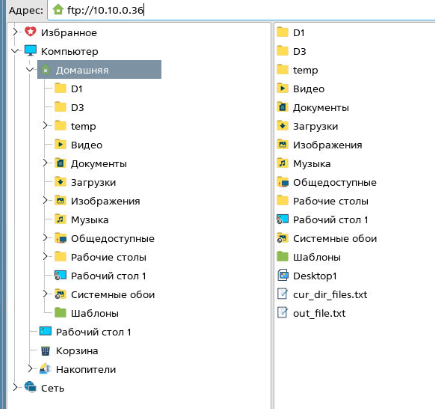 Адрес: ftp://10.10.0.36
Избранное
Компьютер
Домашняя
D1
D3
temp
Видео
Документы
Загрузки
Изображения
Музыка
Общедоступные
Рабочие столы
Рабочий стол 1
Системные обои
Шаблоны
Рабочий стол 1
Корзина
Накопители
Сеть
D1
D3
temp
Видео
Документы
Загрузки
Изображения
Музыка
Общедоступные
Рабочие столы
Рабочий стол 1
Системные обои
Шаблоны
Desktop1
cur_dir_files.txt
out_file.txt